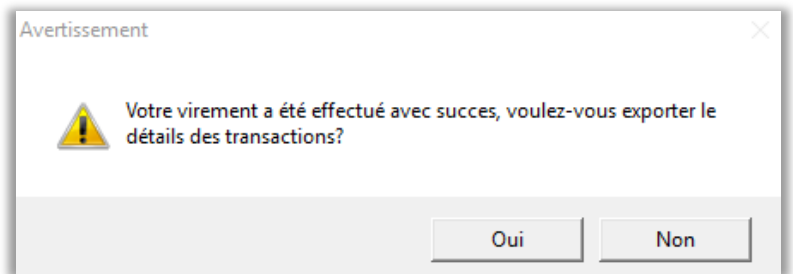 Avertissement
Votre virement a été effectué avec succes, voulez-vous exporter le
détails des transactions?
Oui
Non